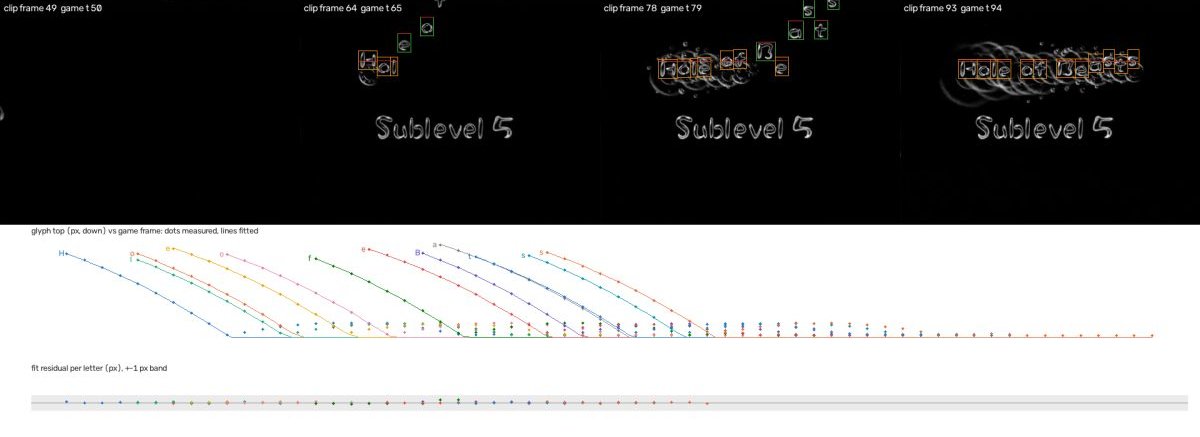 clip frame 49 game t 50
clip frame 64 game t 65
clip frame 78 game t 79
clip frame 93 game t 94
H
o l
e
o
Hole of B e
a t
s s
Hole of Beasts
Sublevel 5
Sublevel 5
Sublevel 5
glyph top (px, down) vs game frame: dots measured, lines fitted
H o l e o f e B a t s s
fit residual per letter (px), +-1 px band